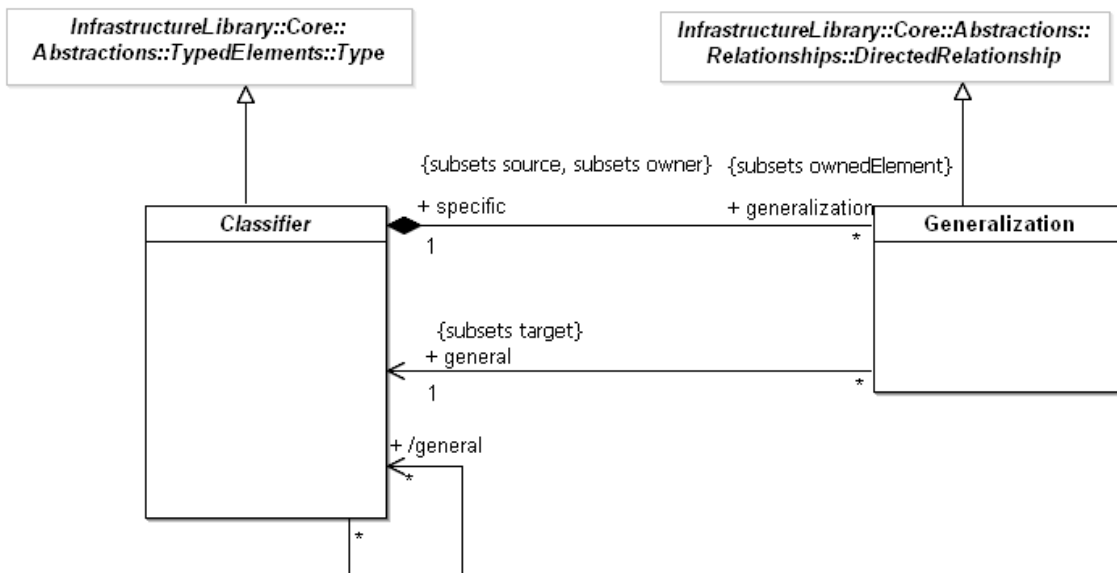 InfrastructureLibrary::Core::
Abstractions::TypedElements::Type
InfrastructureLibrary::Core::Abstractions::
Relationships::DirectedRelationship
{subsets source, subsets owner}
{subsets ownedElement}
+ specific
+ generalization
Classifier
Generalization
1
*
{subsets target}
+ general
1
*
+ /general
*
*